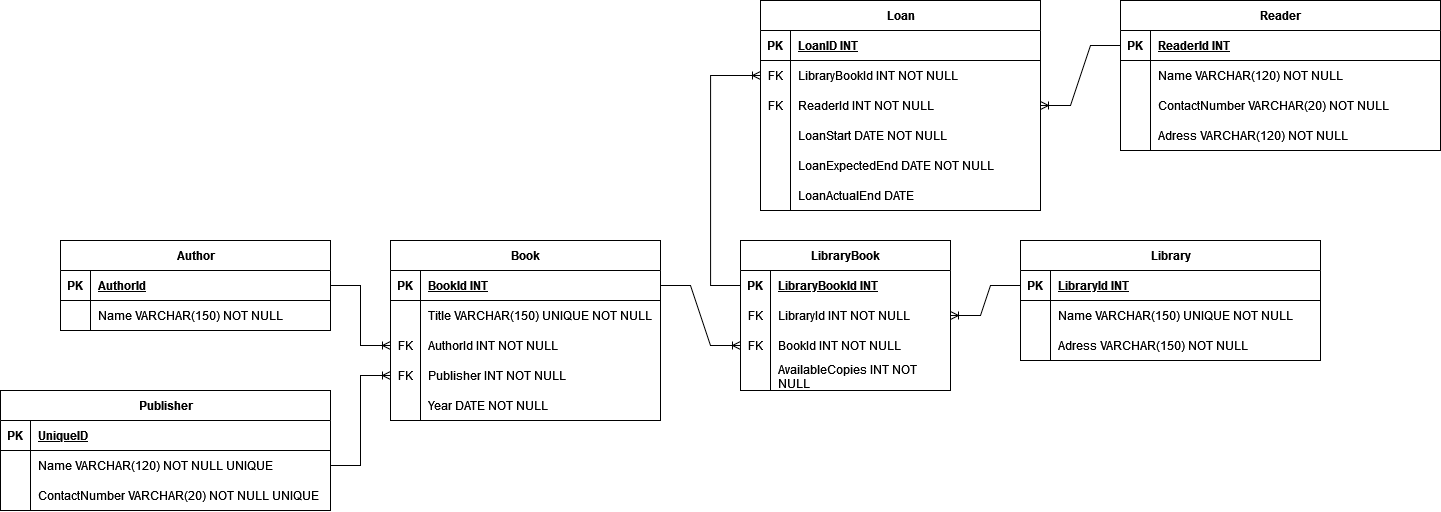 Loan
PK LoanID INT
FK LibraryBookId INT NOT NULL
FK ReaderId INT NOT NULL
LoanStart DATE NOT NULL
LoanExpectedEnd DATE NOT NULL
LoanActualEnd DATE
Reader
PK ReaderId INT
Name VARCHAR(120) NOT NULL
ContactNumber VARCHAR(20) NOT NULL
Adress VARCHAR(120) NOT NULL
Author
PK AuthorId
Name VARCHAR(150) NOT NULL
Book
PK BookId INT
Title VARCHAR(150) UNIQUE NOT NULL
FK AuthorId INT NOT NULL
FK Publisher INT NOT NULL
Year DATE NOT NULL
LibraryBook
PK LibraryBookId INT
FK LibraryId INT NOT NULL
FK BookId INT NOT NULL
AvailableCopies INT NOT
NULL
Library
PK LibraryId INT
Name VARCHAR(150) UNIQUE NOT NULL
Adress VARCHAR(150) NOT NULL
Publisher
PK UniqueID
Name VARCHAR(120) NOT NULL UNIQUE
ContactNumber VARCHAR(20) NOT NULL UNIQUE